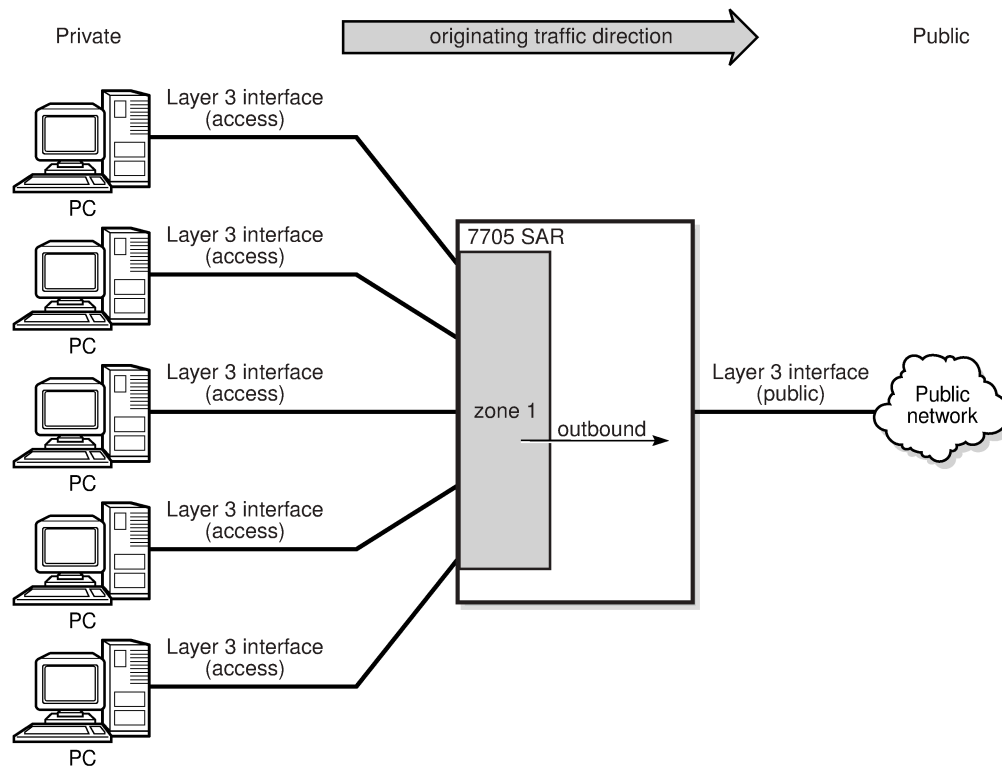 Private
originating traffic direction
Public
Layer 3 interface
(access)
PC
Layer 3 interface
(access)
PC
Layer 3 interface
(access)
PC
Layer 3 interface
(access)
PC
Layer 3 interface
(access)
PC
7705 SAR
zone 1
outbound
Layer 3 interface
(public)
Public
network